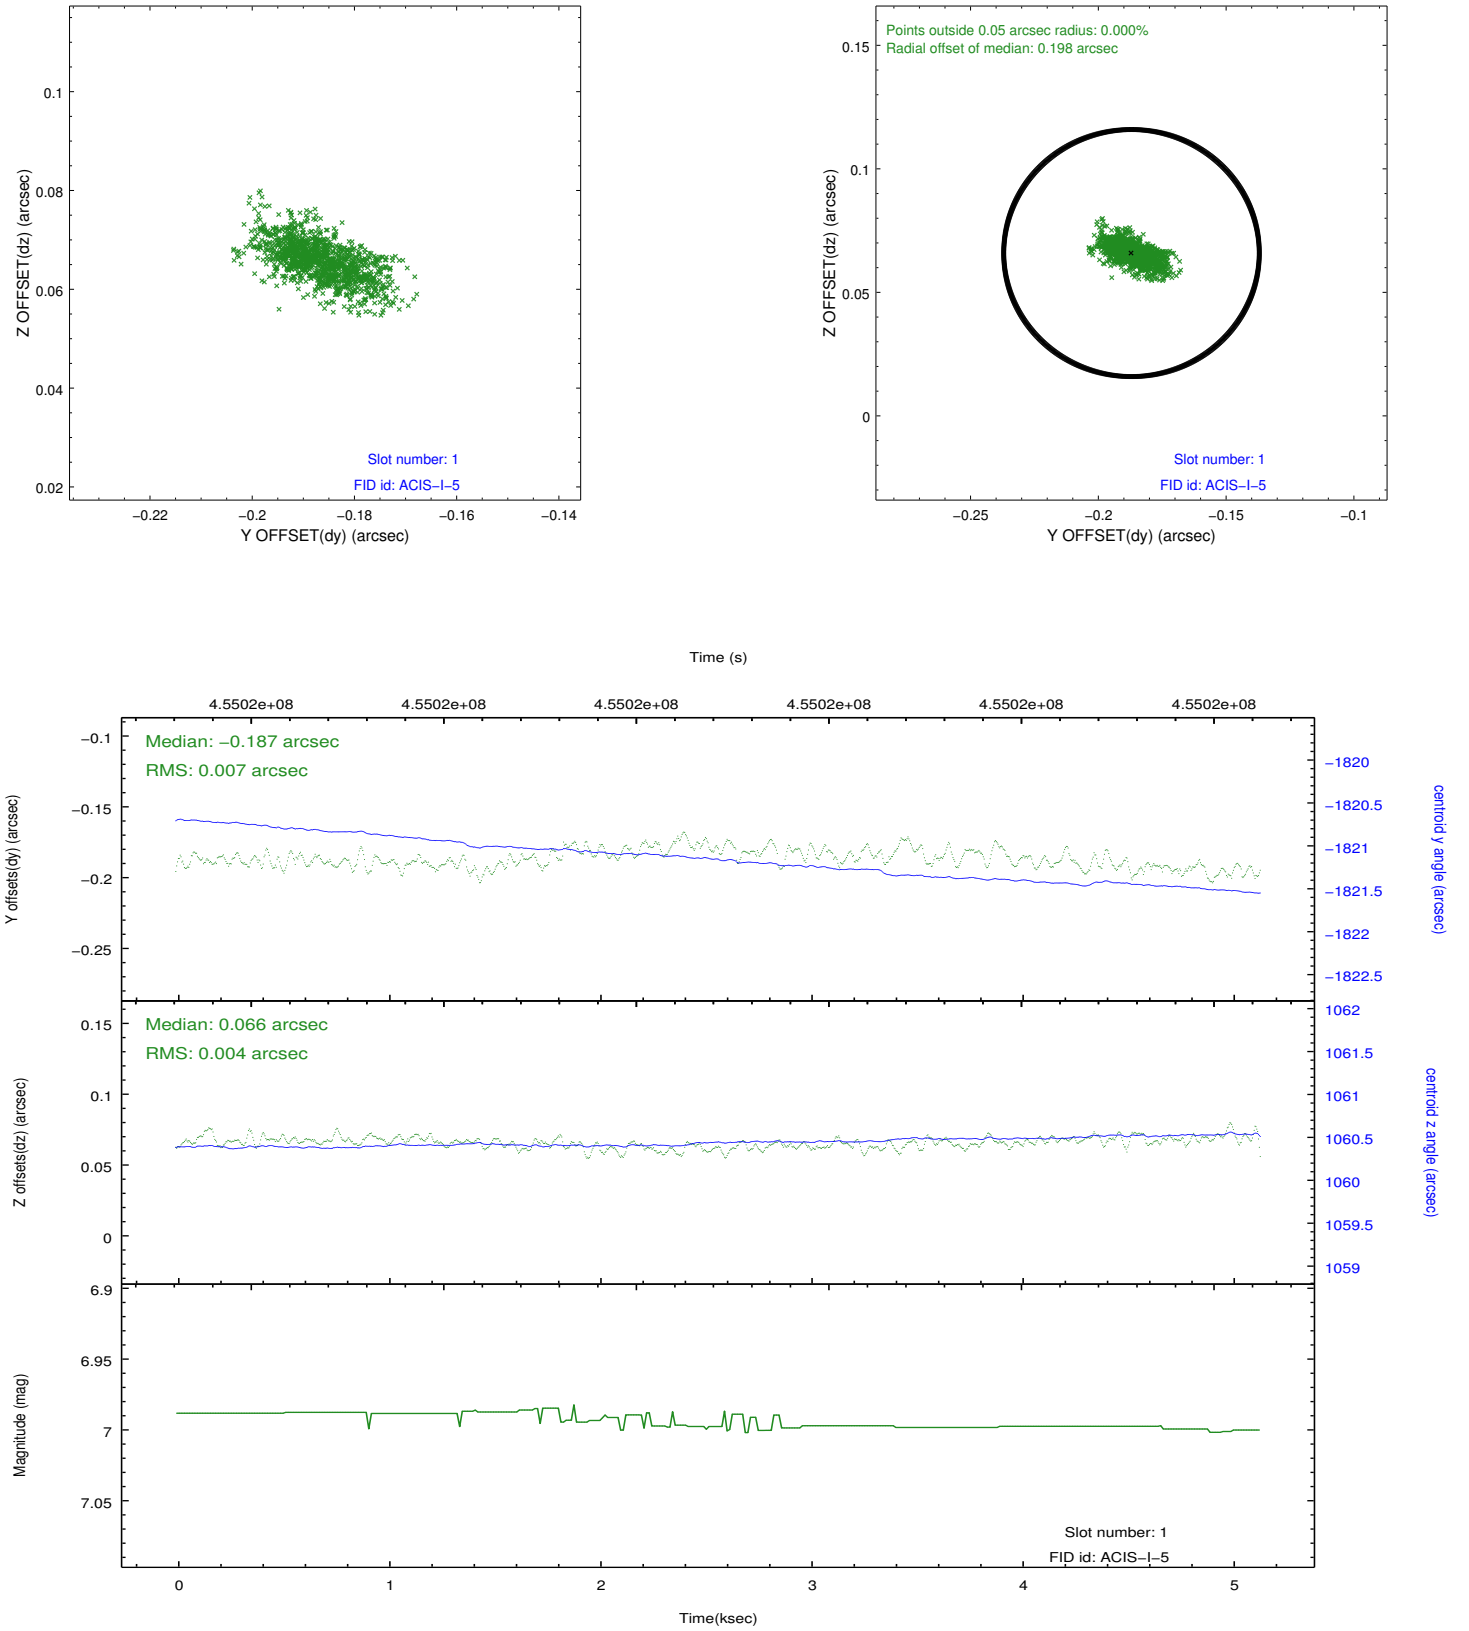 0.1
0.08
0.06
0.04
0.02
Z OFFSET(dz) (arcsec)
Slot number: 1
FID id: ACIS−I−5
−0.22 −0.2 −0.18 −0.16 −0.14
Y OFFSET(dy) (arcsec)
Points outside 0.05 arcsec radius: 0.000%
Radial offset of median: 0.198 arcsec
0.15
0.1
0.05
0
Z OFFSET(dz) (arcsec)
Slot number: 1
FID id: ACIS−I−5
−0.25 −0.2 −0.15 −0.1
Y OFFSET(dy) (arcsec)
Time (s)
4.5502e+08 4.5502e+08 4.5502e+08 4.5502e+08 4.5502e+08 4.5502e+08
Median: −0.187 arcsec
RMS: 0.007 arcsec
−0.1
−0.15
−0.2
−0.25
Y offsets(dy) (arcsec)
−1820
−1820.5
−1821
−1821.5
−1822
−1822.5
centroid y angle (arcsec)
Median: 0.066 arcsec
RMS: 0.004 arcsec
0.15
0.1
0.05
0
Z offsets(dz) (arcsec)
1062
1061.5
1061
1060.5
1060
1059.5
1059
centroid z angle (arcsec)
6.9
6.95
7
7.05
Magnitude (mag)
Slot number: 1
FID id: ACIS−I−5
0 1 2 3 4 5
Time(ksec)